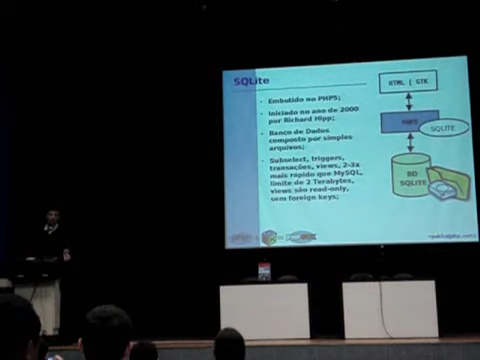 SQLite
- Embutido no PHP5;
- Iniciado no ano de 2000
por Richard Hipp;
- Banco de Dados
composto por simples
arquivos;
- Subselect, triggers,
transações, views, 2-3x
mais rápido que MySQL,
limite de 2 Terabytes,
views são read-only,
sem foreign keys;
HTML | GTK
PHP5
SQLITE
BD
SQLITE